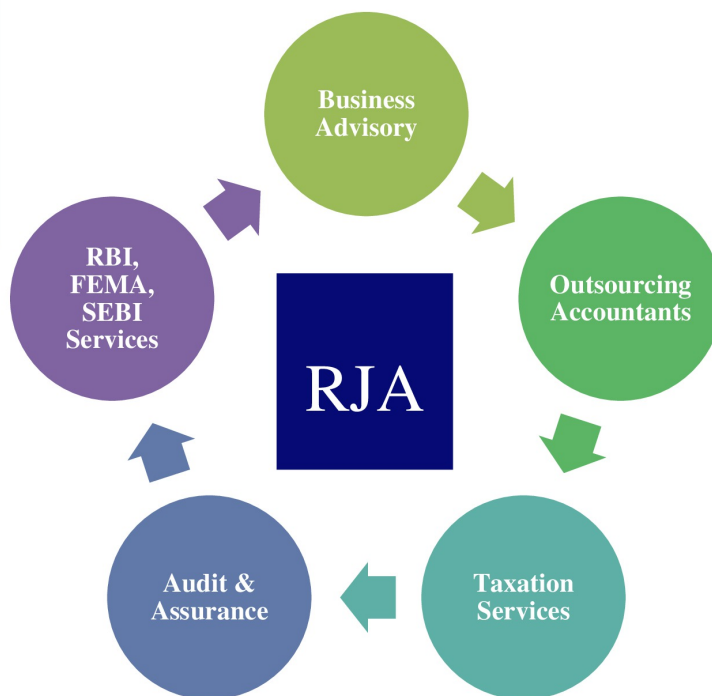 Business
Advisory
Outsourcing
Accountants
Taxation
Services
Audit &
Assurance
RBI,
FEMA,
SEBI
Services
RJA